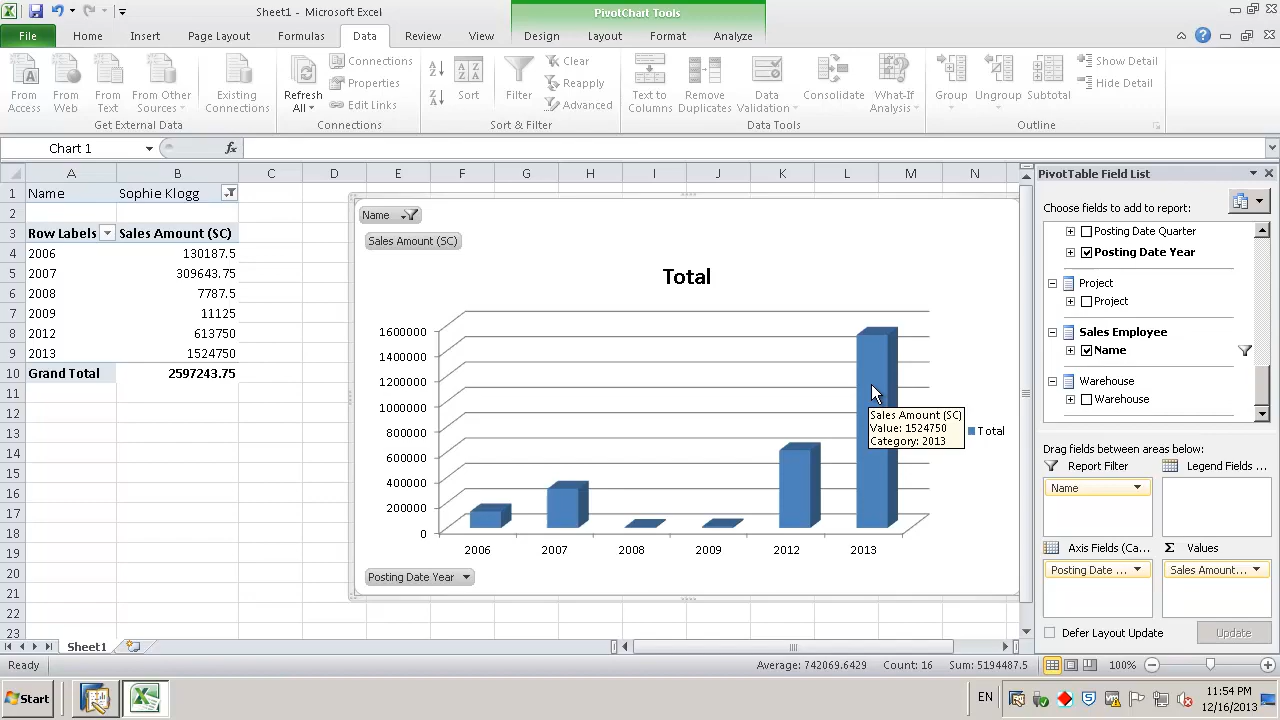 Sheet1 - Microsoft Excel
PivotChart Tools
File Home Insert Page Layout Formulas Data Review View Design Layout Format Analyze
From Access
From Web
From Text
From Other Sources
Existing Connections
Get External Data
Refresh All
Connections
Properties
Edit Links
Connections
Sort
Filter
Clear
Reapply
Advanced
Sort & Filter
Text to Columns
Remove Duplicates
Data Validation
Consolidate
What-If Analysis
Data Tools
Group
Ungroup
Subtotal
Show Detail
Hide Detail
Outline
Chart 1
fx
A B C D E F G H I J K L M N
1 Name Sophie Klogg
2
3 Row Labels Sales Amount (SC)
4 2006 130187.5
5 2007 309643.75
6 2008 7787.5
7 2009 11125
8 2012 613750
9 2013 1524750
10 Grand Total 2597243.75
11
12
13
14
15
16
17
18
19
20
21
22
23
Name
Sales Amount (SC)
Total
1600000
1400000
1200000
1000000
800000
600000
400000
200000
0
2006 2007 2008 2009 2012 2013
Sales Amount (SC)
Value: 1524750
Category: 2013
Total
Posting Date Year
PivotTable Field List
Choose fields to add to report:
Posting Date Quarter
Posting Date Year
Project
Project
Sales Employee
Name
Warehouse
Warehouse
Drag fields between areas below:
Report Filter
Legend Fields ...
Name
Axis Fields (Ca...
Σ Values
Posting Date ...
Sales Amount...
Defer Layout Update
Update
Sheet1
Ready
Average: 742069.6429 Count: 16 Sum: 5194487.5
100%
Start
EN
11:54 PM
12/16/2013